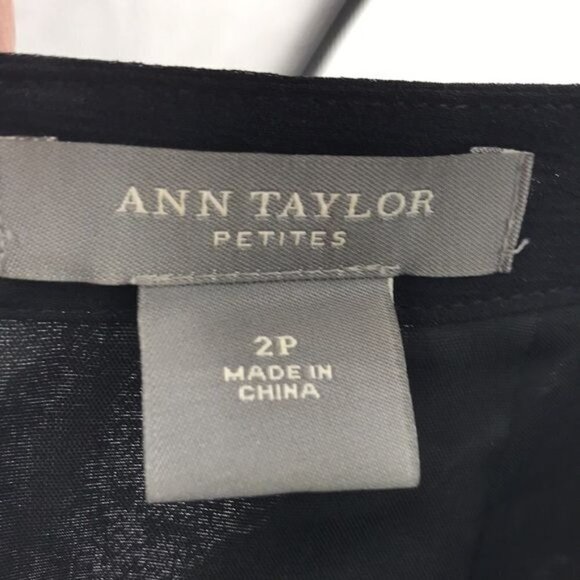 ANN TAYLOR
PETITES
2P
MADE IN
CHINA